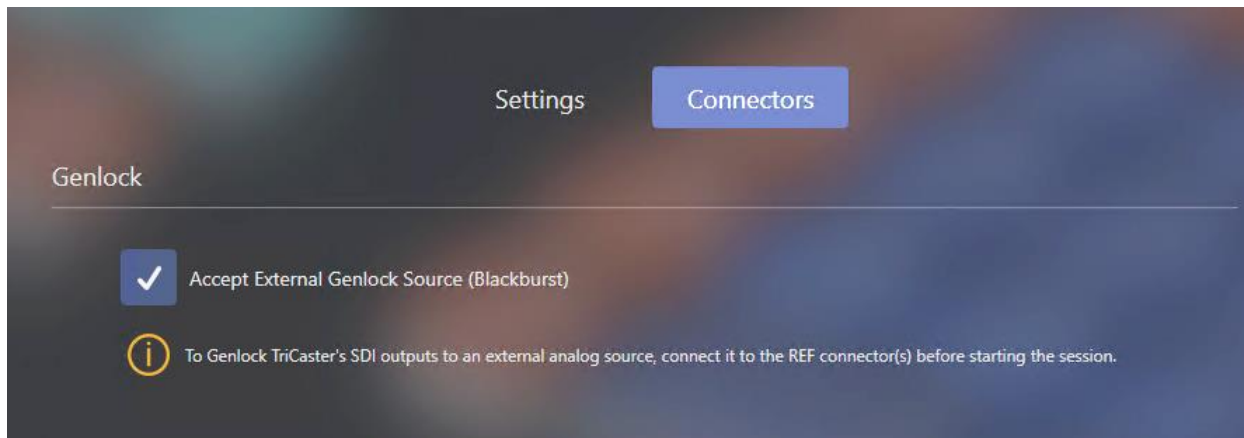 Settings
Connectors
Genlock
Accept External Genlock Source (Blackburst)
To Genlock TriCaster's SDI outputs to an external analog source, connect it to the REF connector(s) before starting the session.